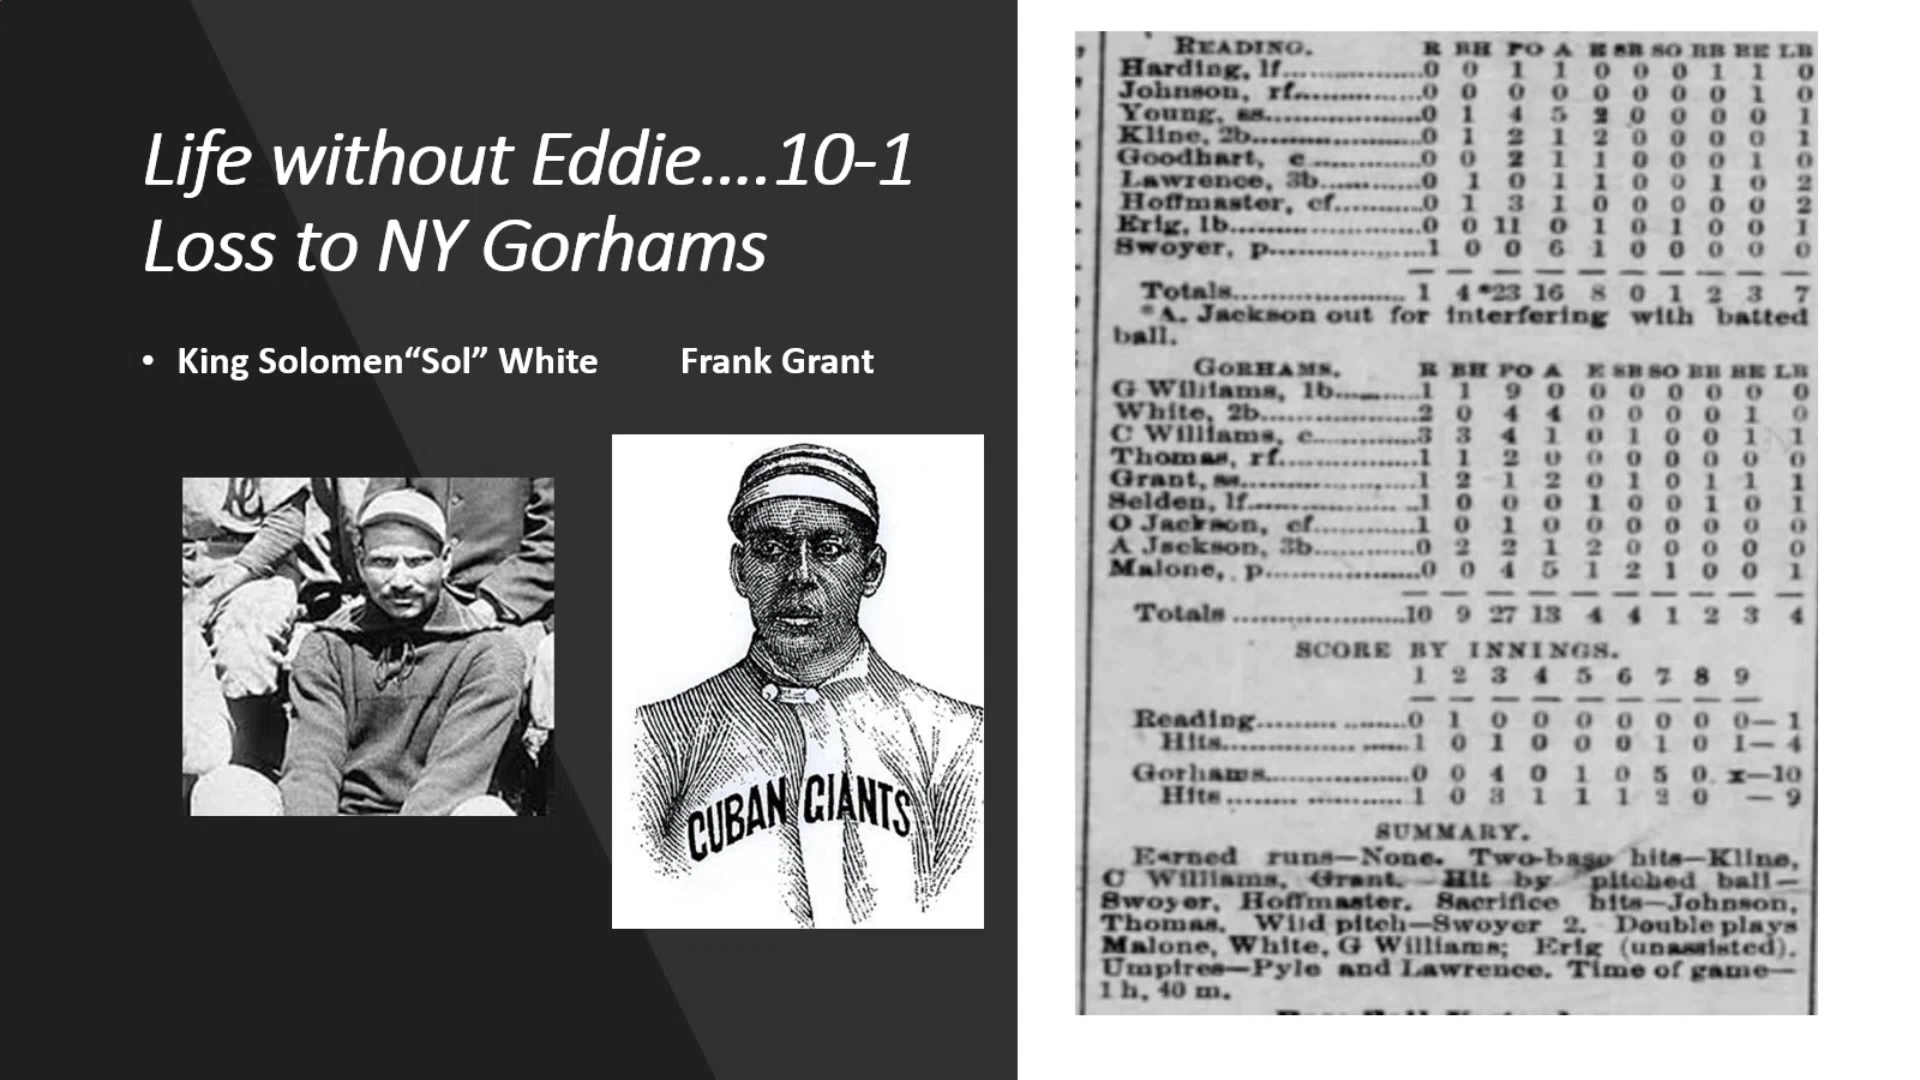 Life without Eddie....10-1
Loss to NY Gorhams
• King Solomen“Sol” White Frank Grant
CUBAN GIANTS
READING. R BH PO A E SB SO BB BE LB
Harding, lf................0 0 1 1 0 0 0 1 1 0
Johnson, rf................0 0 0 0 0 0 0 0 1 0
Young, ss................0 1 4 5 2 0 0 0 0 1
Kline, 2b................0 1 2 1 2 0 0 0 0 1
Goodhart, c................0 0 2 1 1 0 0 0 1 0
Lawrence, 3b................0 1 0 1 1 0 0 1 0 2
Hoffmaster, cf................0 1 3 1 0 0 0 0 0 2
Erig, 1b................0 0 11 0 1 0 1 0 0 1
Swoyer, p................1 0 0 6 1 0 0 0 0 0
Totals................ 1 4 *23 16 8 0 1 2 3 7
*A. Jackson out for interfering with batted
ball.
GORHAMS. R BH PO A E SB SO BB BE LB
G Williams, 1b................1 1 9 0 0 0 0 0 0 0
White, 2b................2 0 4 4 0 0 0 0 1 0
C Williams, c................3 3 4 1 0 1 0 0 1 1
Thomas, rf................1 1 2 0 0 0 0 0 0 0
Grant, ss................1 2 1 2 0 1 0 1 1 1
Selden, lf................1 0 0 0 1 0 0 1 0 1
O Jackson, cf................1 0 1 0 0 0 0 0 0 0
A Jackson, 3b................0 2 2 1 2 0 0 0 0 0
Malone, p................0 0 4 5 1 2 1 0 0 1
Totals................10 9 27 13 4 4 1 2 3 4
SCORE BY INNINGS.
1 2 3 4 5 6 7 8 9
Reading................0 1 0 0 0 0 0 0 0— 1
Hits................1 0 1 0 0 0 1 0 1— 4
Gorhams................0 0 4 0 1 0 5 0 x—10
Hits................1 0 3 1 1 1 2 0 — 9
SUMMARY.
Earned runs—None. Two-base hits—Kline,
C Williams, Grant. Hit by pitched ball—
Swoyer, Hoffmaster. Sacrifice hits—Johnson,
Thomas. Wild pitch—Swoyer 2. Double plays
Malone, White, G Williams; Erig (unassisted).
Umpires—Pyle and Lawrence. Time of game—
1 h, 40 m.